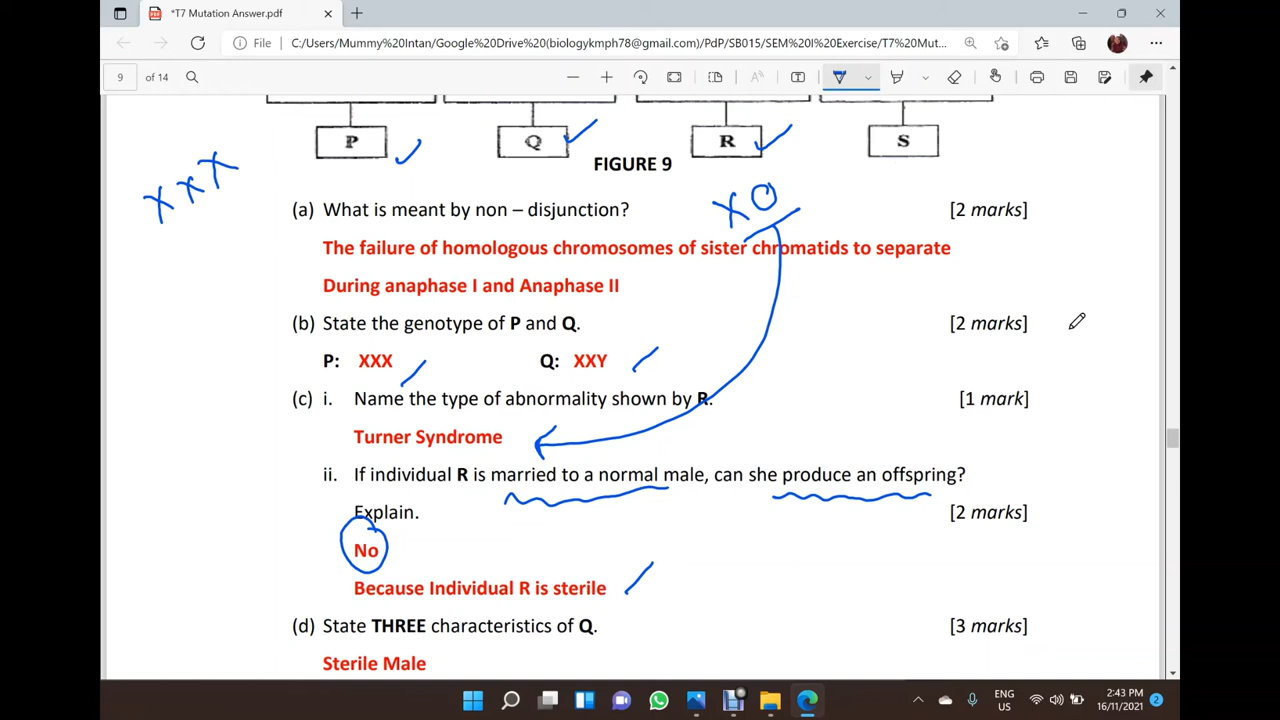 *T7 Mutation Answer.pdf
File
C:/Users/Mummy%20Intan/Google%20Drive%20(biologykmph78@gmail.com)/PdP/SB015/SEM%20I%20Exercise/T7%20Mut...
9 of 14
P Q R S
FIGURE 9
XXX
XO
(a) What is meant by non – disjunction? [2 marks]
The failure of homologous chromosomes of sister chromatids to separate
During anaphase I and Anaphase II
(b) State the genotype of P and Q. [2 marks]
P: XXX Q: XXY
(c) i. Name the type of abnormality shown by R. [1 mark]
Turner Syndrome
ii. If individual R is married to a normal male, can she produce an offspring?
Explain. [2 marks]
No
Because Individual R is sterile
(d) State THREE characteristics of Q. [3 marks]
Sterile Male
ENG
US
2:43 PM
16/11/2021
2